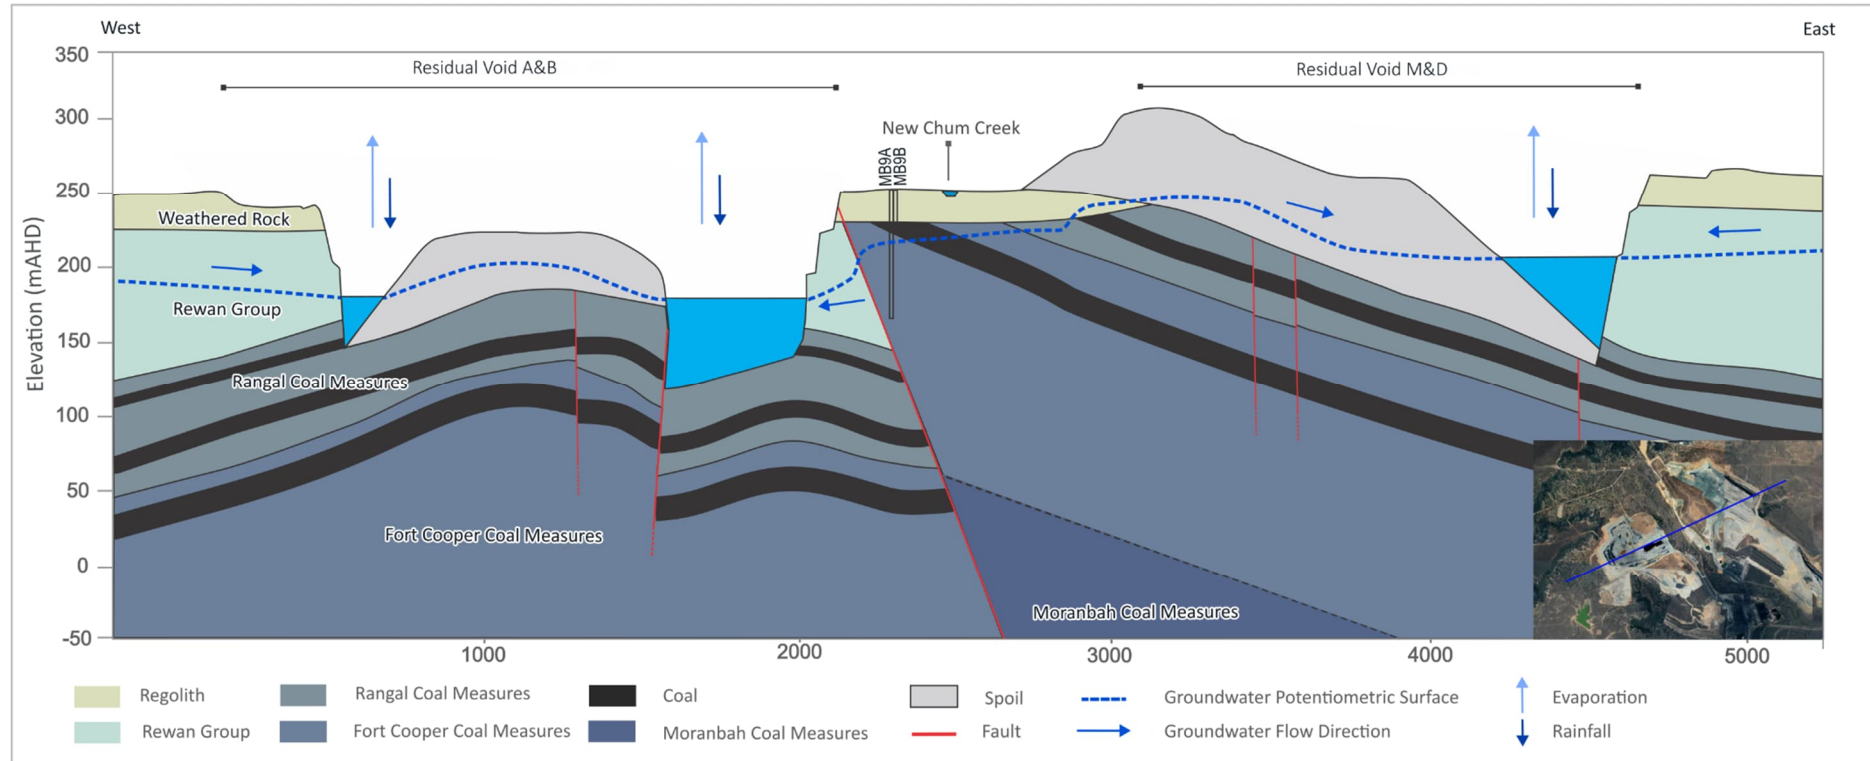 West
East
350
300
250
200
150
100
50
0
-50
Elevation (mAHD)
Residual Void A&B
Residual Void M&D
New Chum Creek
MB9A
MB9B
Weathered Rock
Rewan Group
Rangal Coal Measures
Fort Cooper Coal Measures
Moranbah Coal Measures
1000
2000
3000
4000
5000
Regolith
Rangal Coal Measures
Coal
Spoil
Groundwater Potentiometric Surface
Evaporation
Rewan Group
Fort Cooper Coal Measures
Moranbah Coal Measures
Fault
Groundwater Flow Direction
Rainfall